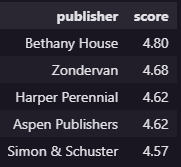 publisher score
Bethany House 4.80
Zondervan 4.68
Harper Perennial 4.62
Aspen Publishers 4.62
Simon & Schuster 4.57